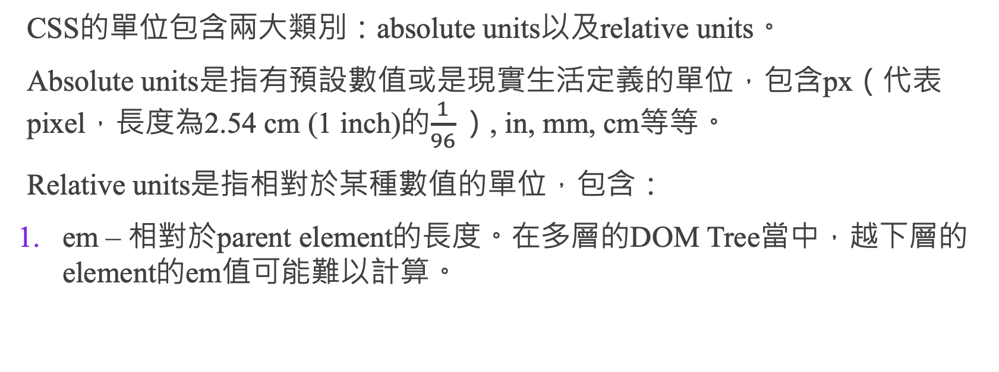 CSS的單位包含兩大類別：absolute units以及relative units。
Absolute units是指有預設數值或是現實生活定義的單位，包含px（代表
pixel，長度為2.54 cm (1 inch)的1/96）, in, mm, cm等等。
Relative units是指相對於某種數值的單位，包含：
1. em – 相對於parent element的長度。在多層的DOM Tree當中，越下層的
element的em值可能難以計算。